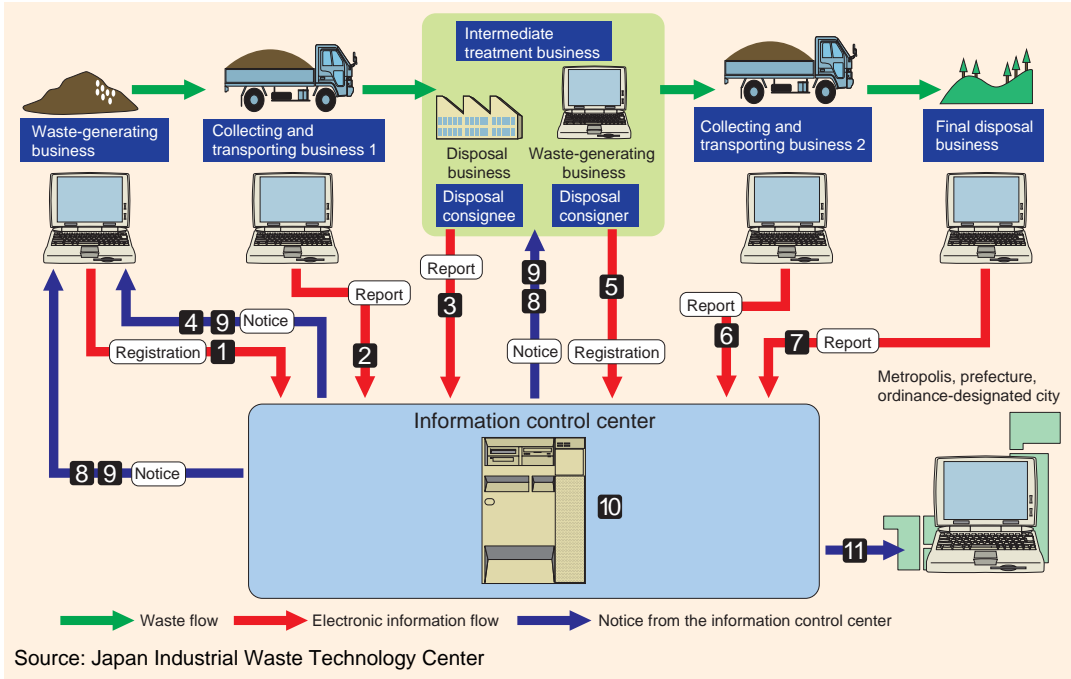 Intermediate
treatment business
Waste-generating
business
Collecting and
transporting business 1
Disposal
business
Waste-generating
business
Collecting and
transporting business 2
Final disposal
business
Disposal
consignee
Disposal
consigner
Report
3
9
8
5
Report
2
4 9 Notice
Registration 1
Notice
Registration
Report
6
7 Report
Metropolis, prefecture,
ordinance-designated city
Information control center
8 9 Notice
10
11
Waste flow
Electronic information flow
Notice from the information control center
Source: Japan Industrial Waste Technology Center